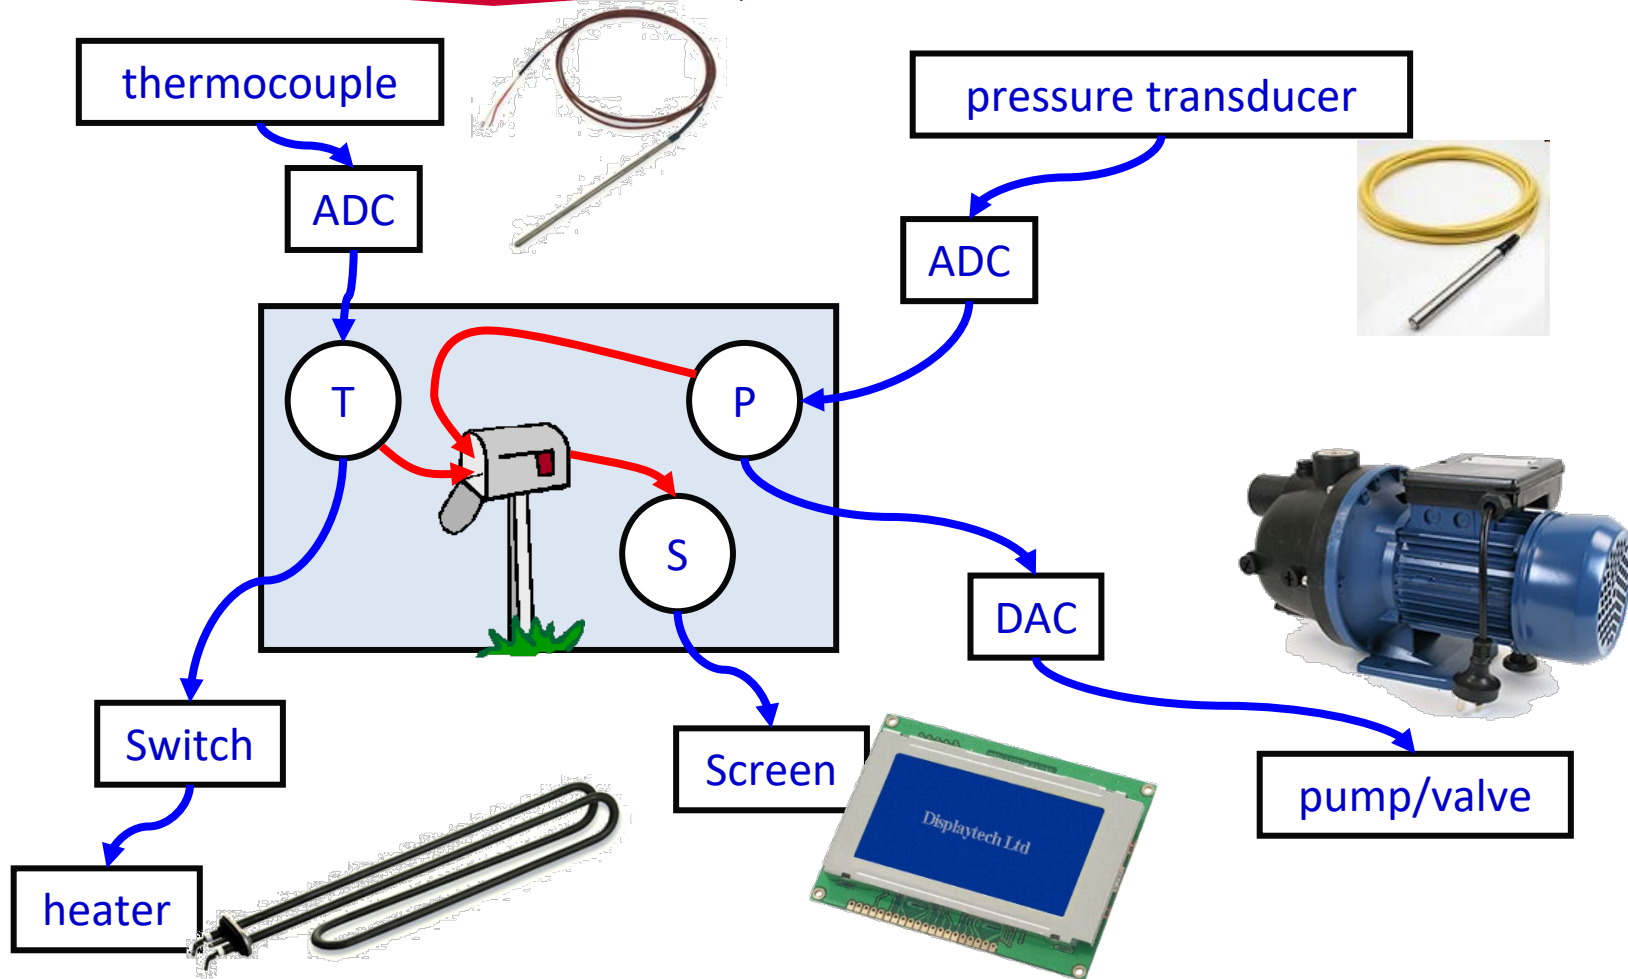 thermocouple
pressure transducer
ADC
ADC
T
P
S
DAC
Switch
Screen
pump/valve
Displaytech Ltd
heater